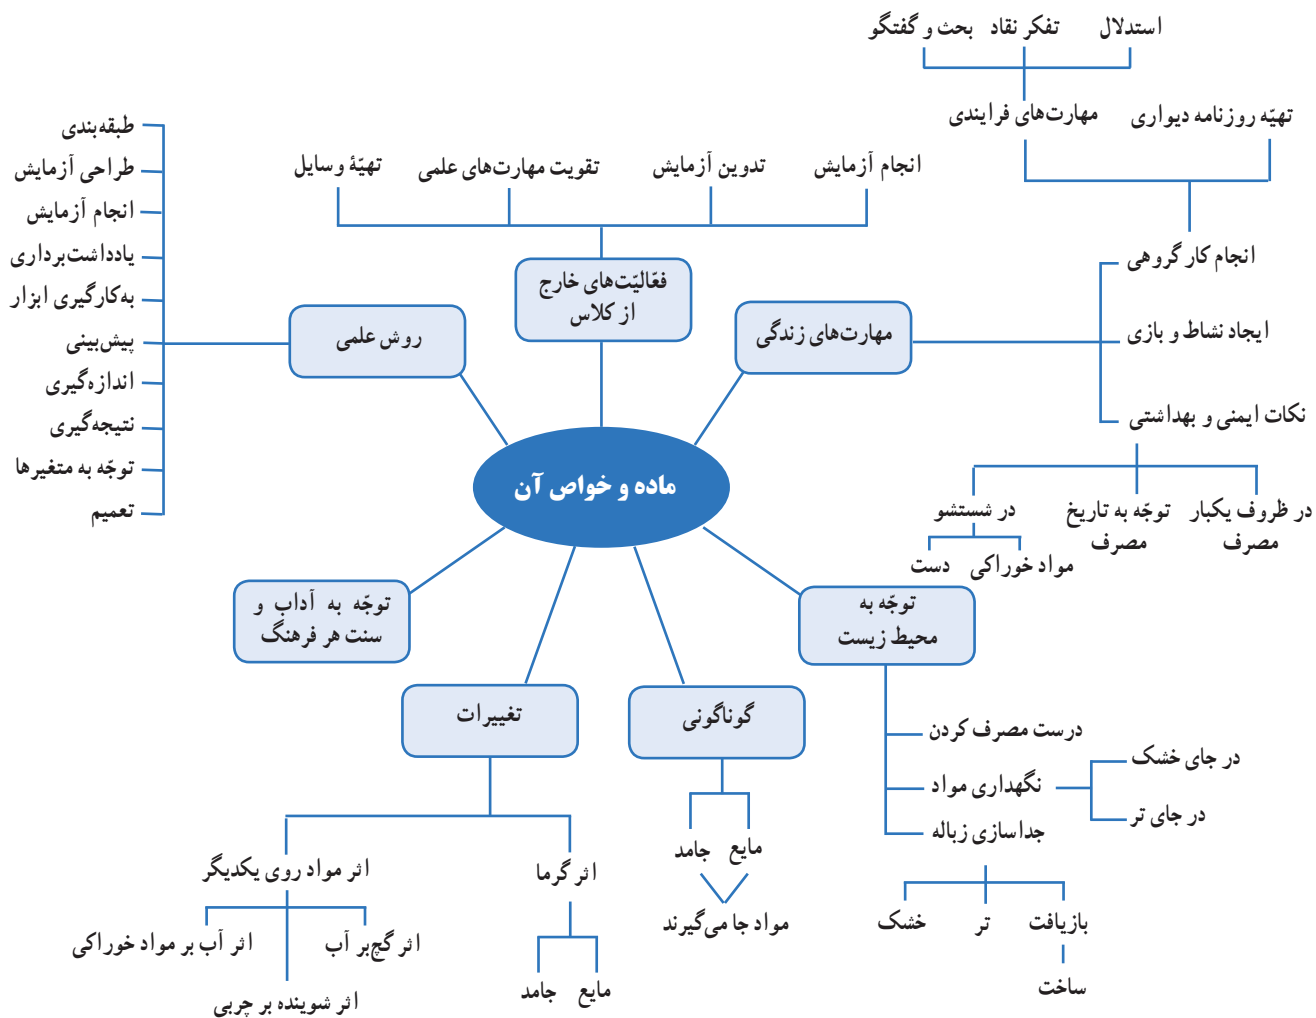 استدلال
تفکر نقاد
بحث و گفتگو
تهیّه روزنامه دیواری
مهارت‌های فرایندی
انجام کار گروهی
ایجاد نشاط و بازی
نکات ایمنی و بهداشتی
در ظروف یکبار
مصرف
توجّه به تاریخ
مصرف
در شستشو
مواد خوراکی
دست
مهارت‌های زندگی
انجام آزمایش
تدوین آزمایش
تقویت مهارت‌های علمی
تهیّهٔ وسایل
فعّالیّت‌های خارج
از کلاس
روش علمی
طبقه‌بندی
طراحی آزمایش
انجام آزمایش
یادداشت‌برداری
به‌کارگیری ابزار
پیش‌بینی
اندازه‌گیری
نتیجه‌گیری
توجّه به متغیرها
تعمیم
ماده و خواص آن
توجّه به
محیط زیست
درست مصرف کردن
نگهداری مواد
در جای خشک
در جای تر
جداسازی زباله
بازیافت
تر
خشک
ساخت
گوناگونی
مایع
جامد
مواد جا می‌گیرند
تغییرات
اثر گرما
مایع
جامد
اثر مواد روی یکدیگر
اثر گچ بر آب
اثر آب بر مواد خوراکی
اثر شوینده بر چربی
توجّه به آداب و
سنت هر فرهنگ